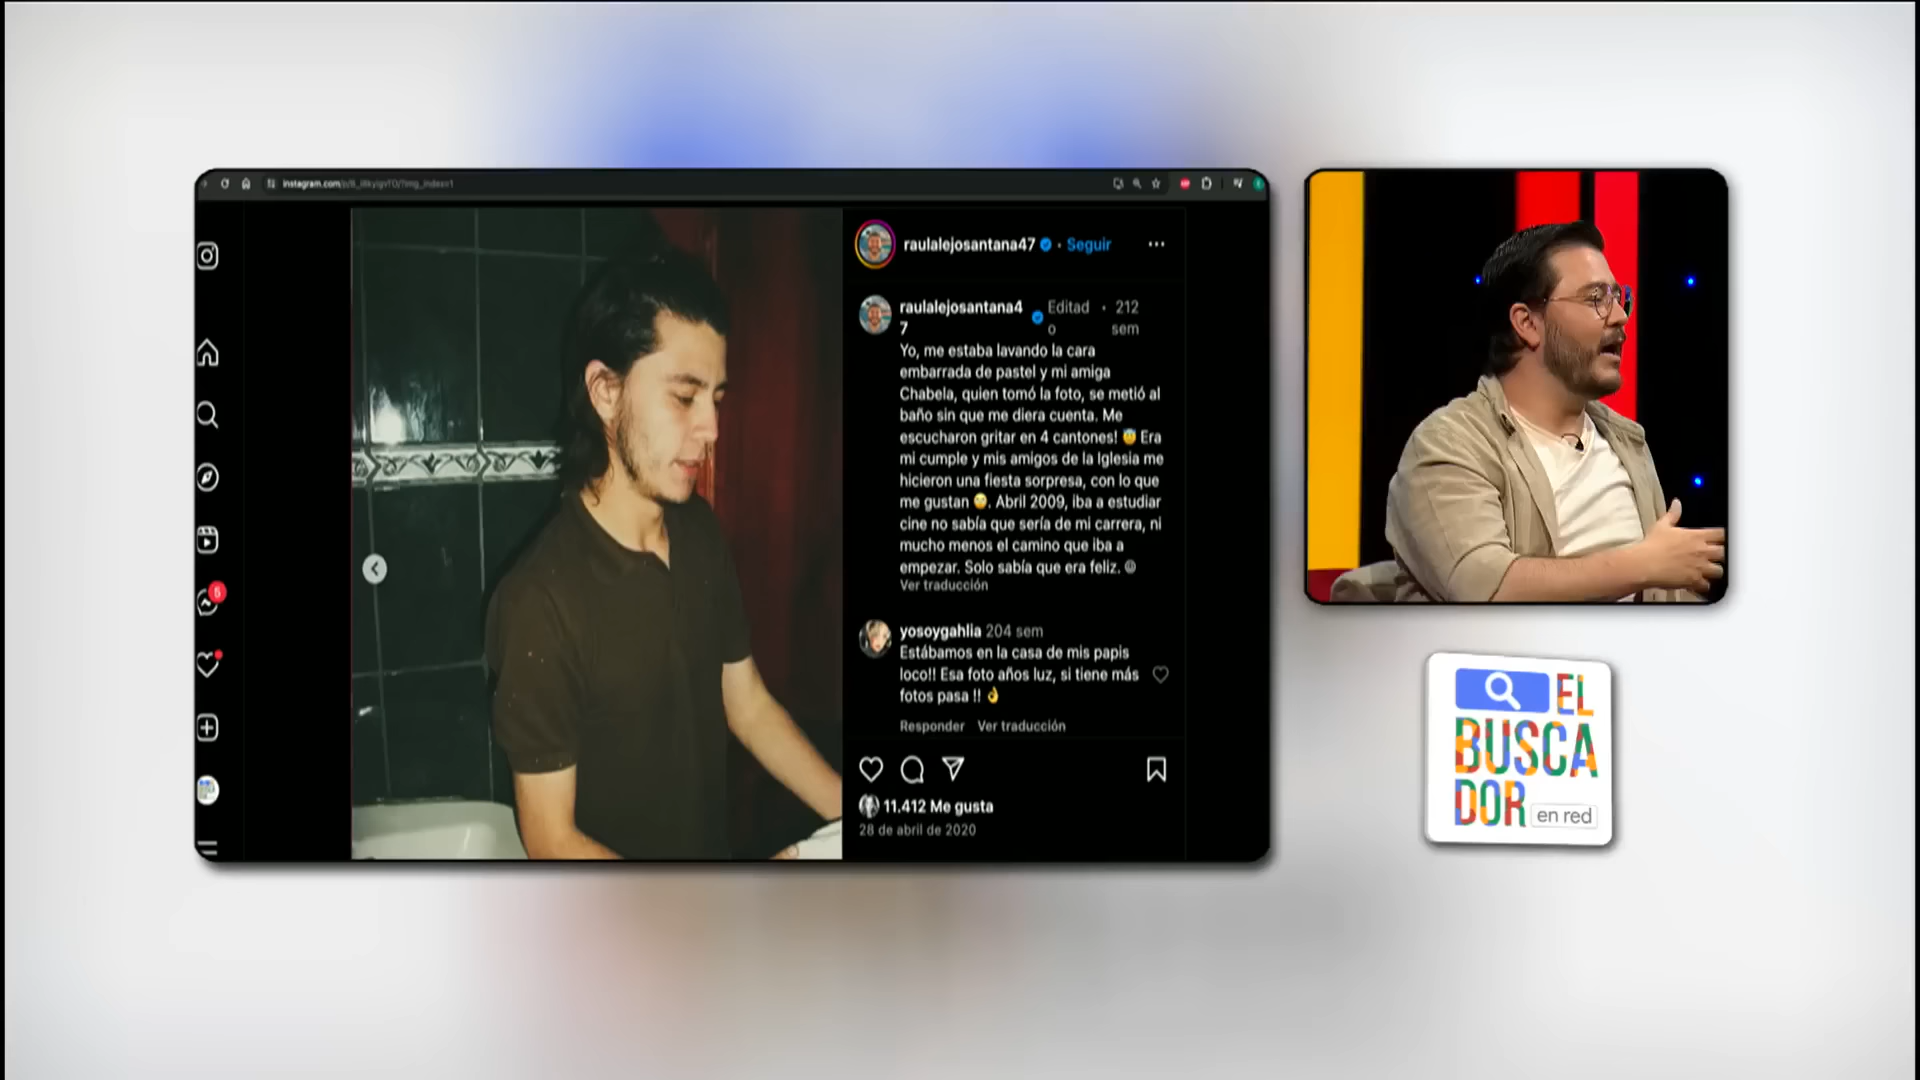 raulalejosantana47 • Seguir
raulalejosantana4
7
Editad
o
• 212
sem
Yo, me estaba lavando la cara
embarrada de pastel y mi amiga
Chabela, quien tomó la foto, se metió al
baño sin que me diera cuenta. Me
escucharon gritar en 4 cantones! 😇 Era
mi cumple y mis amigos de la Iglesia me
hicieron una fiesta sorpresa, con lo que
me gustan 🙄. Abril 2009, iba a estudiar
cine no sabía que sería de mi carrera, ni
mucho menos el camino que iba a
empezar. Solo sabía que era feliz.
Ver traducción
yosoygahlia 204 sem
Estábamos en la casa de mis papis
loco!! Esa foto años luz, si tiene más
fotos pasa !! 👌
Responder Ver traducción
11.412 Me gusta
28 de abril de 2020
EL
BUSCA
DOR
en red